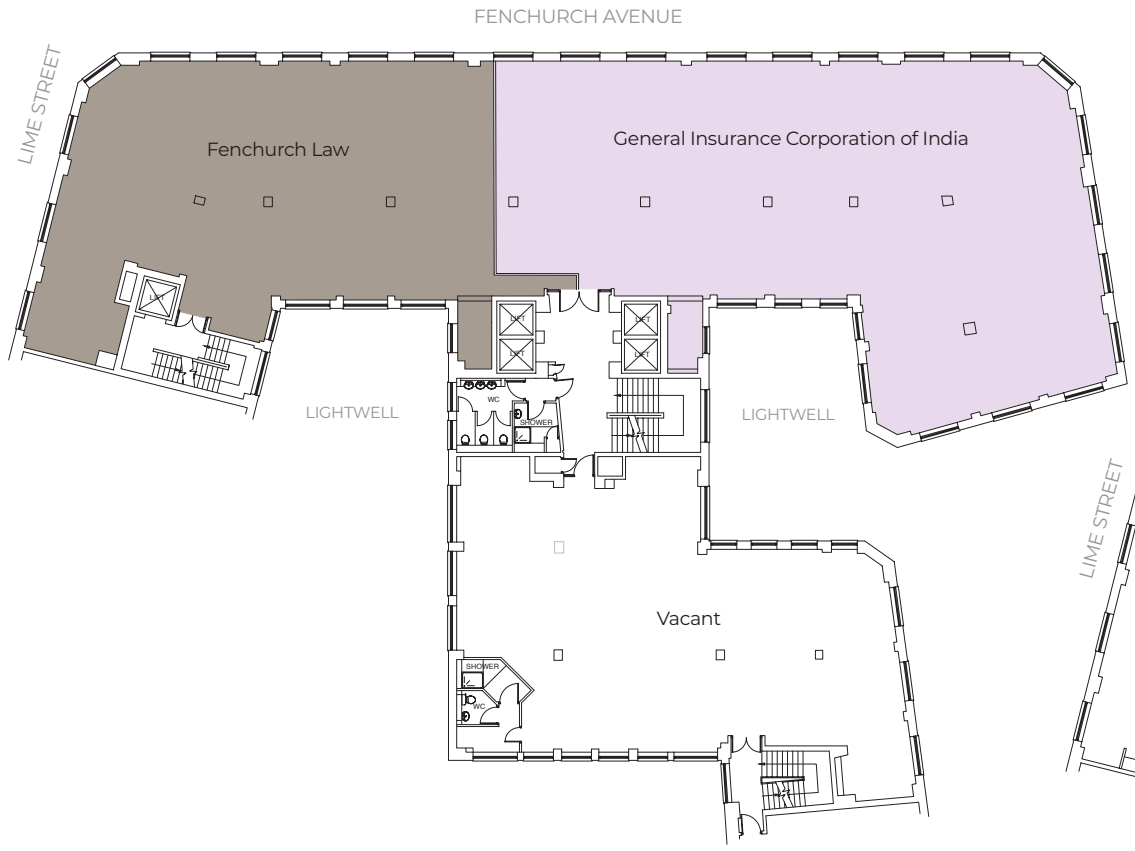 FENCHURCH AVENUE
LIME STREET
Fenchurch Law
General Insurance Corporation of India
LIFT
LIFT
LIFT
LIFT
LIFT
WC
SHOWER
LIGHTWELL
LIGHTWELL
LIME STREET
Vacant
SHOWER
WC